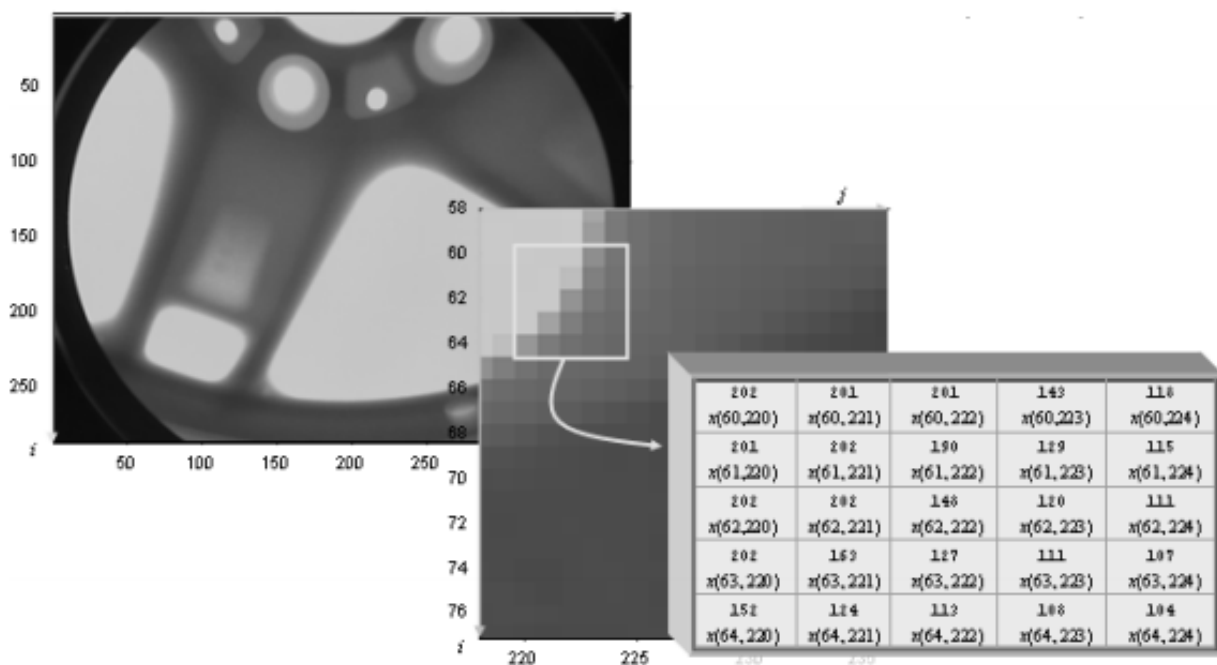 50
100
150
200
250
i
50 100 150 200 250
j
58
60
62
64
66
68
70
72
74
76
i
220 225 230 235
202 201 201 143 118
x(60,220) x(60,221) x(60,222) x(60,223) x(60,224)
201 202 190 129 115
x(61,220) x(61,221) x(61,222) x(61,223) x(61,224)
202 202 148 120 111
x(62,220) x(62,221) x(62,222) x(62,223) x(62,224)
202 163 127 111 107
x(63,220) x(63,221) x(63,222) x(63,223) x(63,224)
152 124 113 108 104
x(64,220) x(64,221) x(64,222) x(64,223) x(64,224)